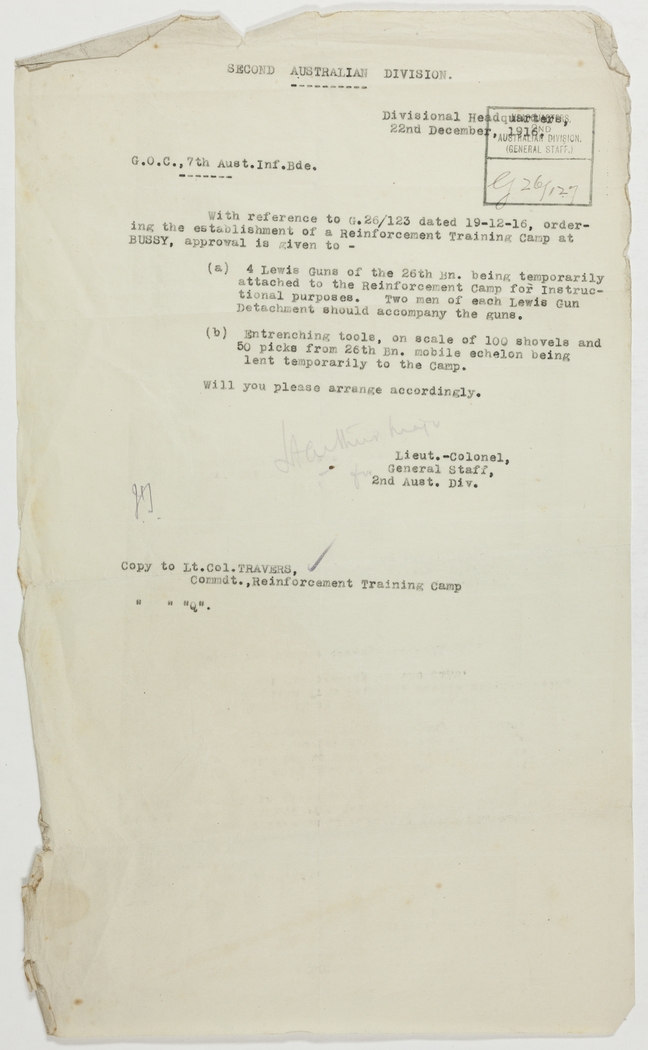 SECOND AUSTRALIAN DIVISION.
Divisional Headquarters,
22nd December, 1916.
2ND
AUSTRALIAN DIVISION.
(GENERAL STAFF.)
G 26/127
G.O.C.,7th Aust.Inf.Bde.
With reference to G.26/123 dated 19-12-16, order-
ing the establishment of a Reinforcement Training Camp at
BUSSY, approval is given to -
(a) 4 Lewis Guns of the 26th Bn. being temporarily
attached to the Reinforcement Camp for Instruc-
tional purposes. Two men of each Lewis Gun
Detachment should accompany the guns.
(b) Entrenching tools, on scale of 100 shovels and
50 picks from 26th Bn. mobile echelon being
lent temporarily to the Camp.
Will you please arrange accordingly.
for
Lieut.-Colonel,
General Staff,
2nd Aust. Div.
Copy to Lt.Col.TRAVERS,
Commdt.,Reinforcement Training Camp
" " "Q".